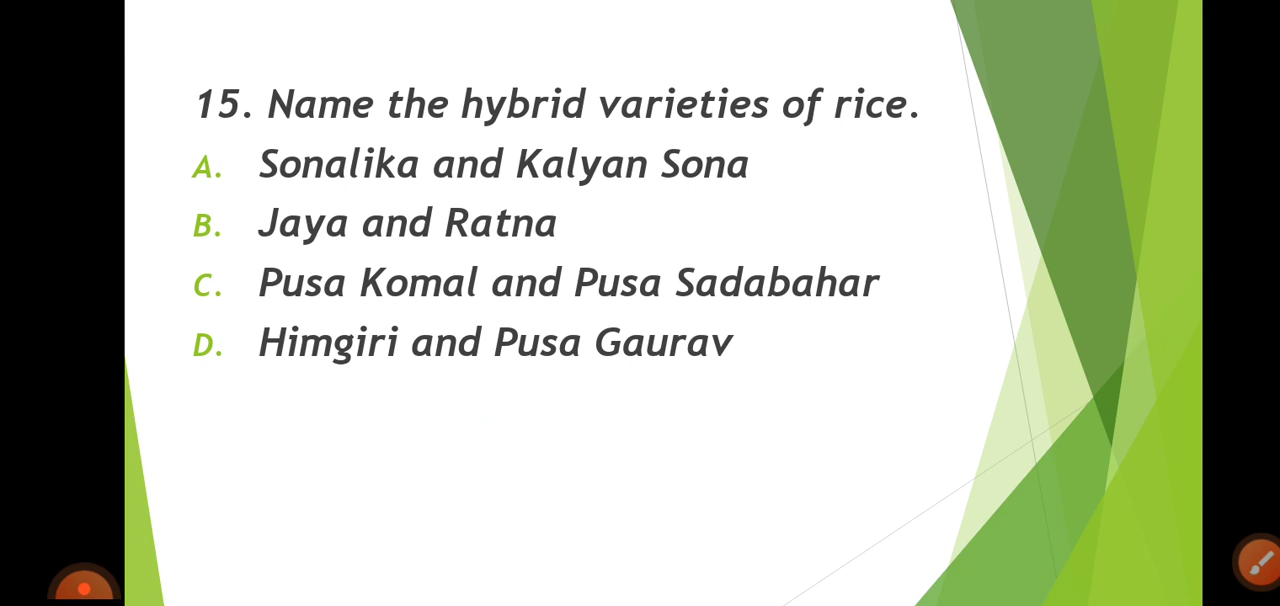 15. Name the hybrid varieties of rice.
A. Sonalika and Kalyan Sona
B. Jaya and Ratna
C. Pusa Komal and Pusa Sadabahar
D. Himgiri and Pusa Gaurav